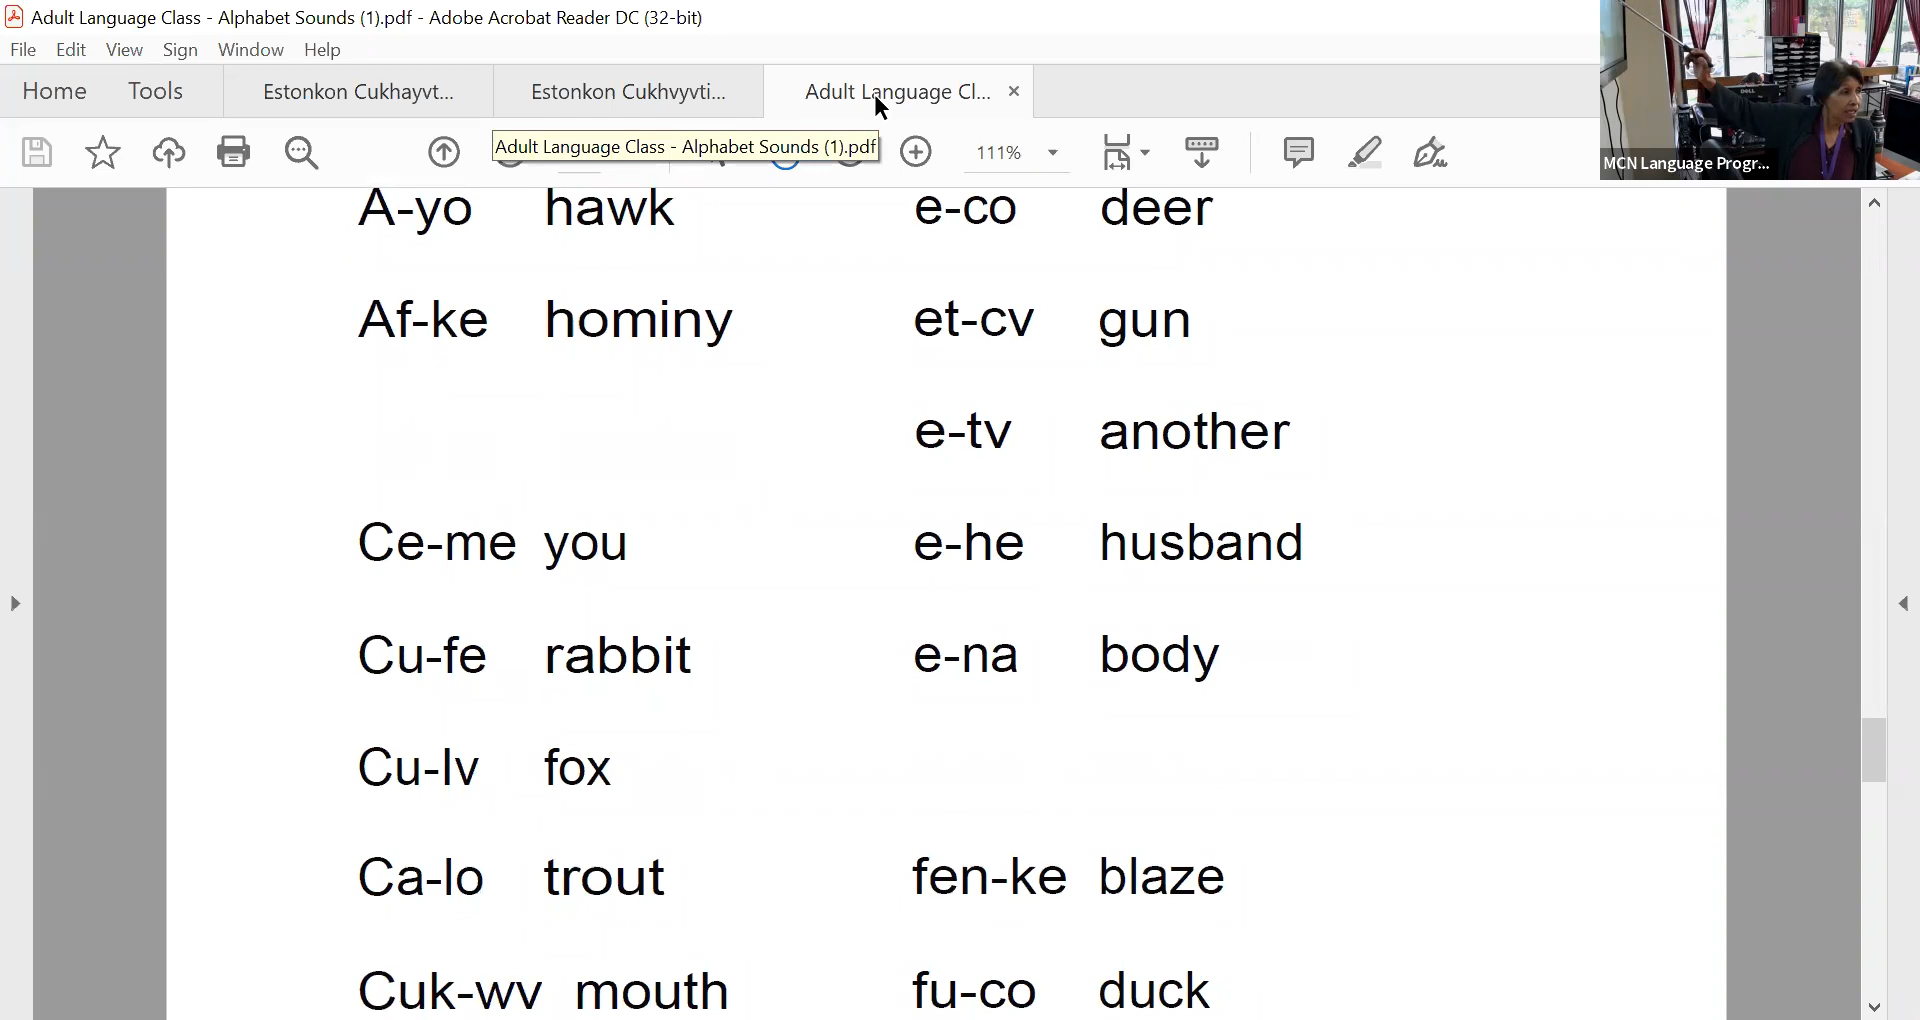 Adult Language Class - Alphabet Sounds (1).pdf - Adobe Acrobat Reader DC (32-bit)
File Edit View Sign Window Help
Home Tools Estonkon Cukhayvt... Estonkon Cukhvyvti... Adult Language Cl... ×
Adult Language Class - Alphabet Sounds (1).pdf
111%
DELL
MCN Language Progr...
A-yo hawk e-co deer
Af-ke hominy et-cv gun
e-tv another
Ce-me you e-he husband
Cu-fe rabbit e-na body
Cu-lv fox
Ca-lo trout fen-ke blaze
Cuk-wv mouth fu-co duck